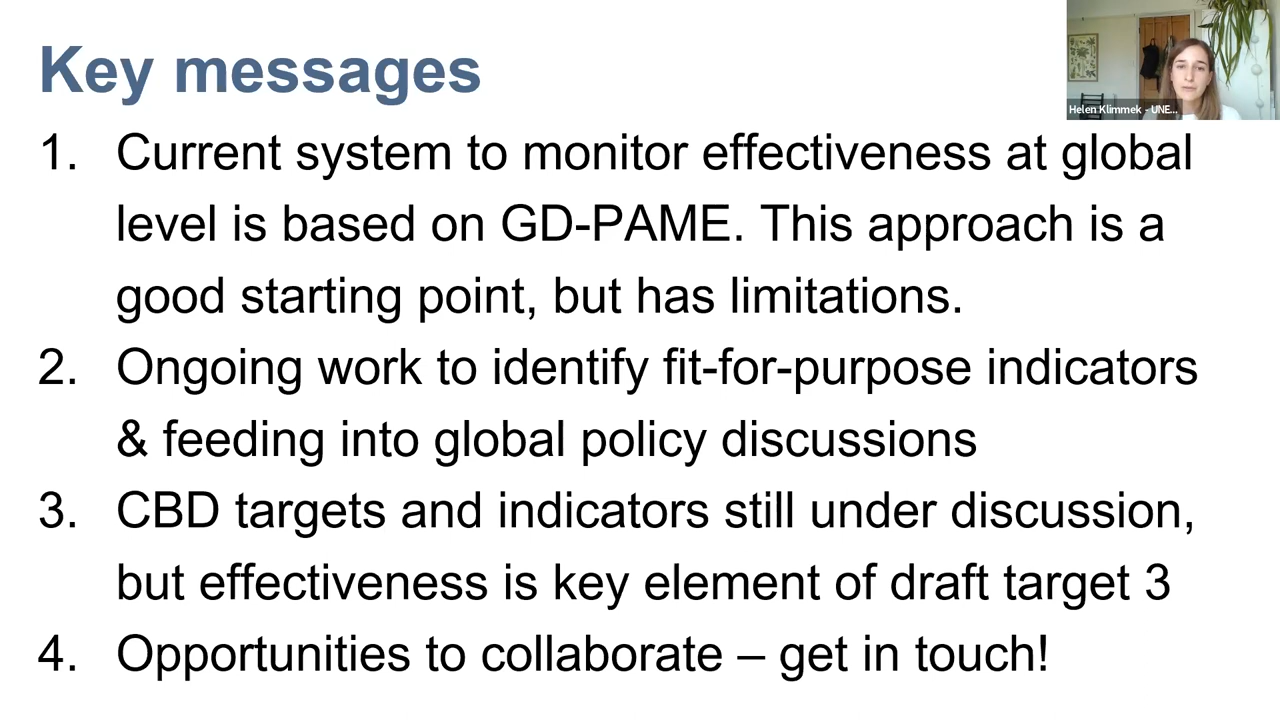 Key messages
Helen Klimmek - UNE...
1. Current system to monitor effectiveness at global
level is based on GD-PAME. This approach is a
good starting point, but has limitations.
2. Ongoing work to identify fit-for-purpose indicators
& feeding into global policy discussions
3. CBD targets and indicators still under discussion,
but effectiveness is key element of draft target 3
4. Opportunities to collaborate – get in touch!